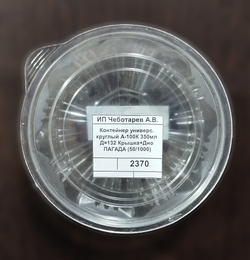 ИП Чеботарев А.В.
Контейнер универс.
круглый А-100К 350мл
Д=132 Крышка+Дно
ПАГАДА (50/1000)
2370